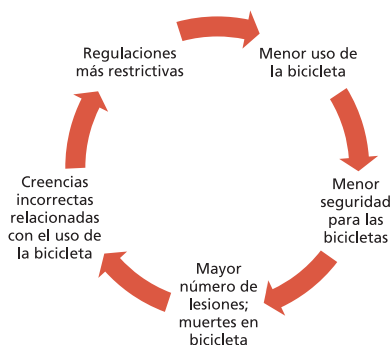 Regulaciones
más restrictivas
Menor uso de
la bicicleta
Menor
seguridad
para las
bicicletas
Mayor
número de
lesiones;
muertes en
bicicleta
Creencias
incorrectas
relacionadas
con el uso de
la bicicleta